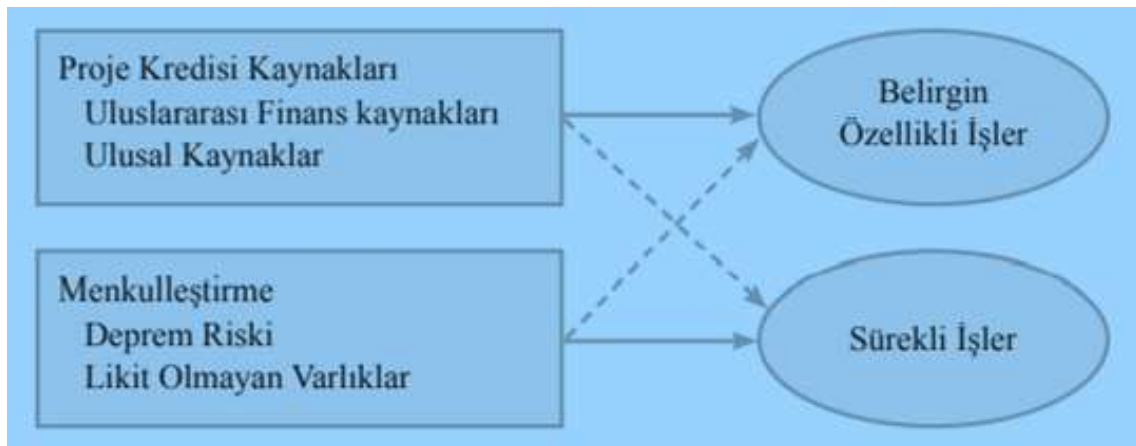 Proje Kredisi Kaynakları
Uluslararası Finans kaynakları
Ulusal Kaynaklar
Belirgin
Özellikli İşler
Menkulleştirme
Deprem Riski
Likit Olmayan Varlıklar
Sürekli İşler